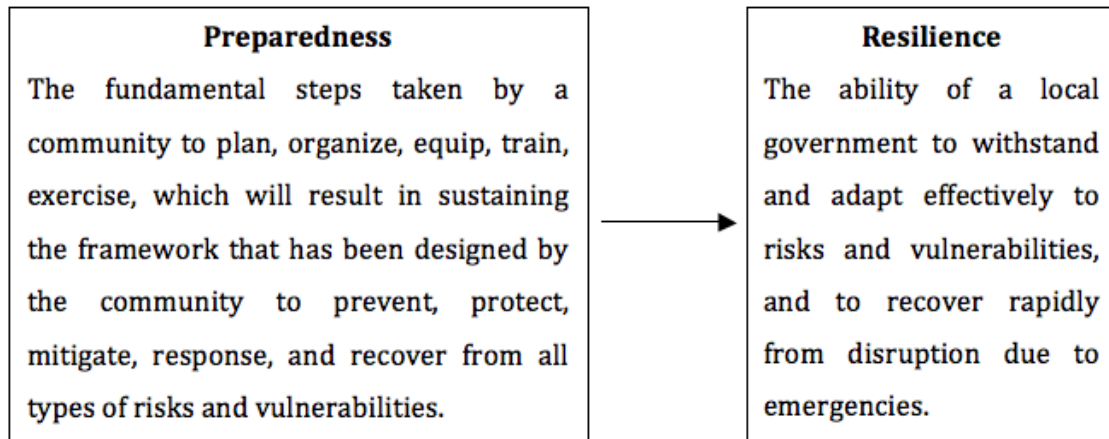 Preparedness
The fundamental steps taken by a
community to plan, organize, equip, train,
exercise, which will result in sustaining
the framework that has been designed by
the community to prevent, protect,
mitigate, response, and recover from all
types of risks and vulnerabilities.
Resilience
The ability of a local
government to withstand
and adapt effectively to
risks and vulnerabilities,
and to recover rapidly
from disruption due to
emergencies.